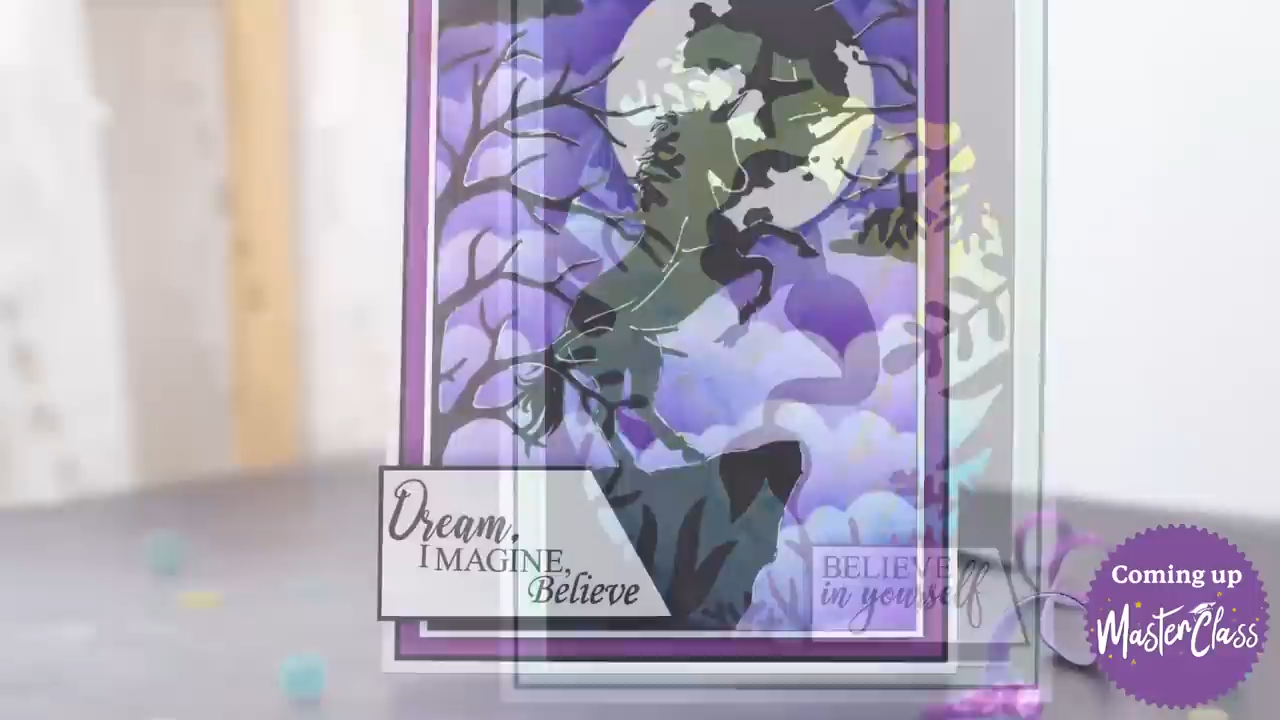 Dream,
IMAGINE,
Believe
BELIEVE
in yourself
Coming up
MasterClass